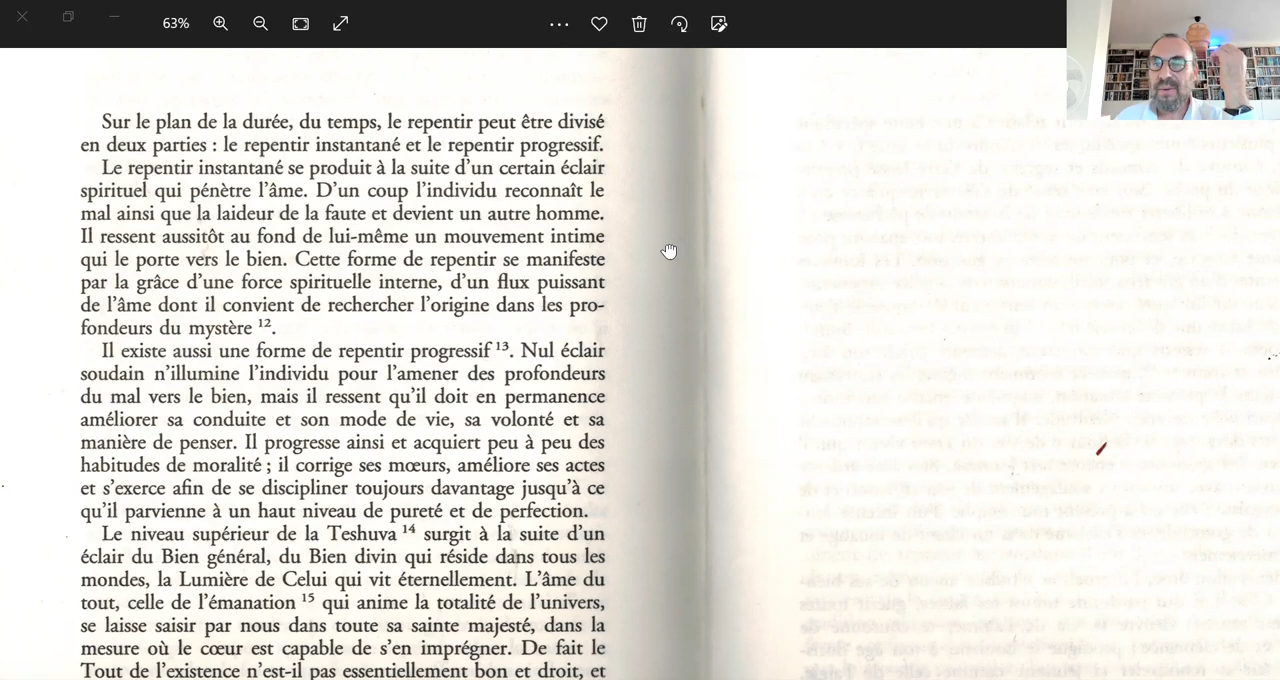 63%
Sur le plan de la durée, du temps, le repentir peut être divisé
en deux parties : le repentir instantané et le repentir progressif.
Le repentir instantané se produit à la suite d'un certain éclair
spirituel qui pénètre l'âme. D'un coup l'individu reconnaît le
mal ainsi que la laideur de la faute et devient un autre homme.
Il ressent aussitôt au fond de lui-même un mouvement intime
qui le porte vers le bien. Cette forme de repentir se manifeste
par la grâce d'une force spirituelle interne, d'un flux puissant
de l'âme dont il convient de rechercher l'origine dans les pro-
fondeurs du mystère 12.
Il existe aussi une forme de repentir progressif 13. Nul éclair
soudain n'illumine l'individu pour l'amener des profondeurs
du mal vers le bien, mais il ressent qu'il doit en permanence
améliorer sa conduite et son mode de vie, sa volonté et sa
manière de penser. Il progresse ainsi et acquiert peu à peu des
habitudes de moralité ; il corrige ses mœurs, améliore ses actes
et s'exerce afin de se discipliner toujours davantage jusqu'à ce
qu'il parvienne à un haut niveau de pureté et de perfection.
Le niveau supérieur de la Teshuva 14 surgit à la suite d'un
éclair du Bien général, du Bien divin qui réside dans tous les
mondes, la Lumière de Celui qui vit éternellement. L'âme du
tout, celle de l'émanation 15 qui anime la totalité de l'univers,
se laisse saisir par nous dans toute sa sainte majesté, dans la
mesure où le cœur est capable de s'en imprégner. De fait le
Tout de l'existence n'est-il pas essentiellement bon et droit, et